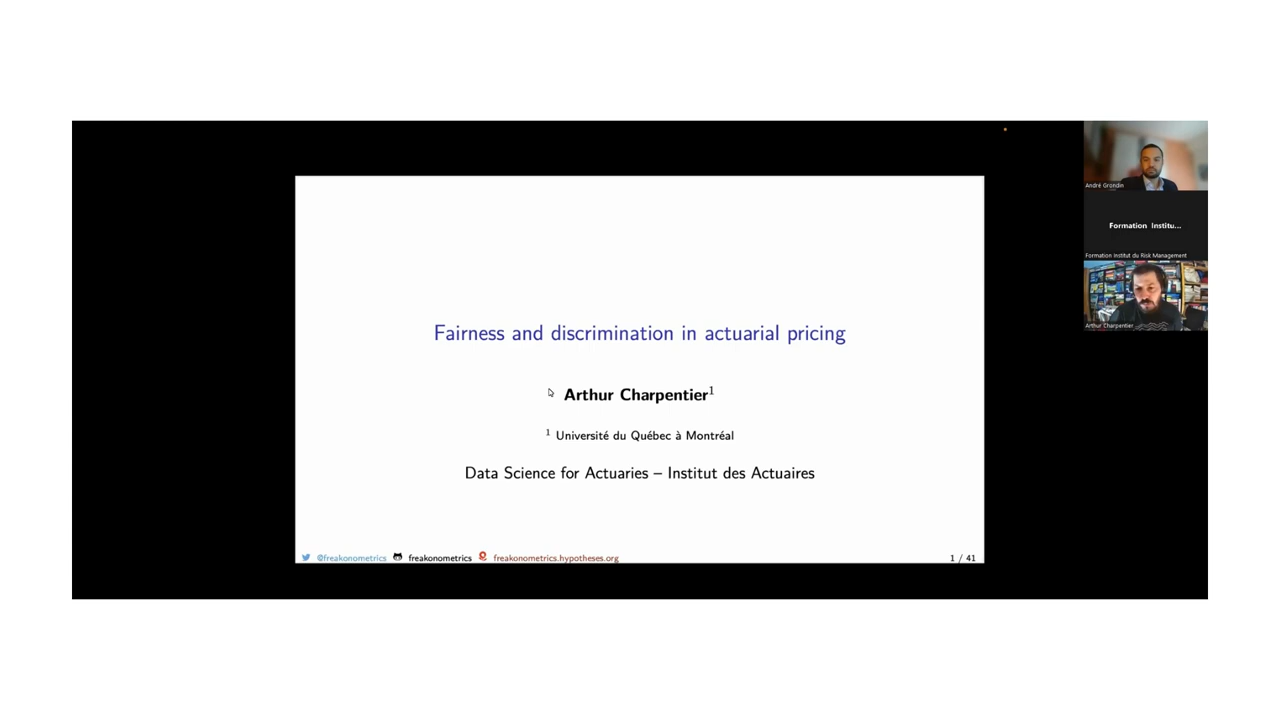 Fairness and discrimination in actuarial pricing
Arthur Charpentier¹
¹ Université du Québec à Montréal
Data Science for Actuaries – Institut des Actuaires
@freakonometrics freakonometrics freakonometrics.hypotheses.org 1 / 41
André Grondin
Formation Institu...
Formation Institut du Risk Management
Arthur Charpentier